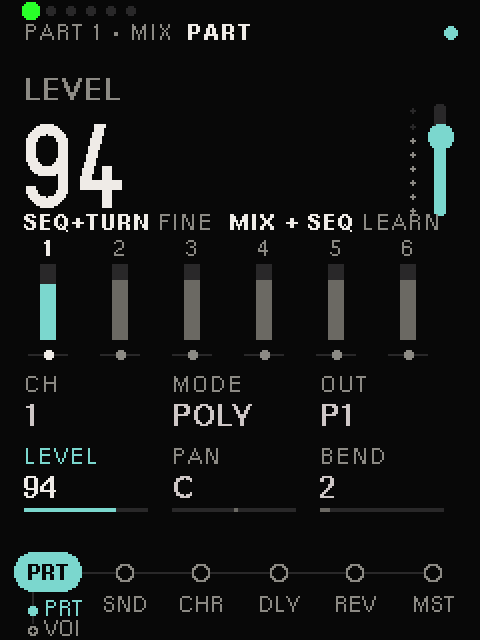 PART 1 · MIX PART
LEVEL
94
SEQ+TURN FINE MIX + SEQ LEARN
1 2 3 4 5 6
CH MODE OUT
1 POLY P1
LEVEL PAN BEND
94 C 2
PRT
PRT SND CHR DLY REV MST
VOI